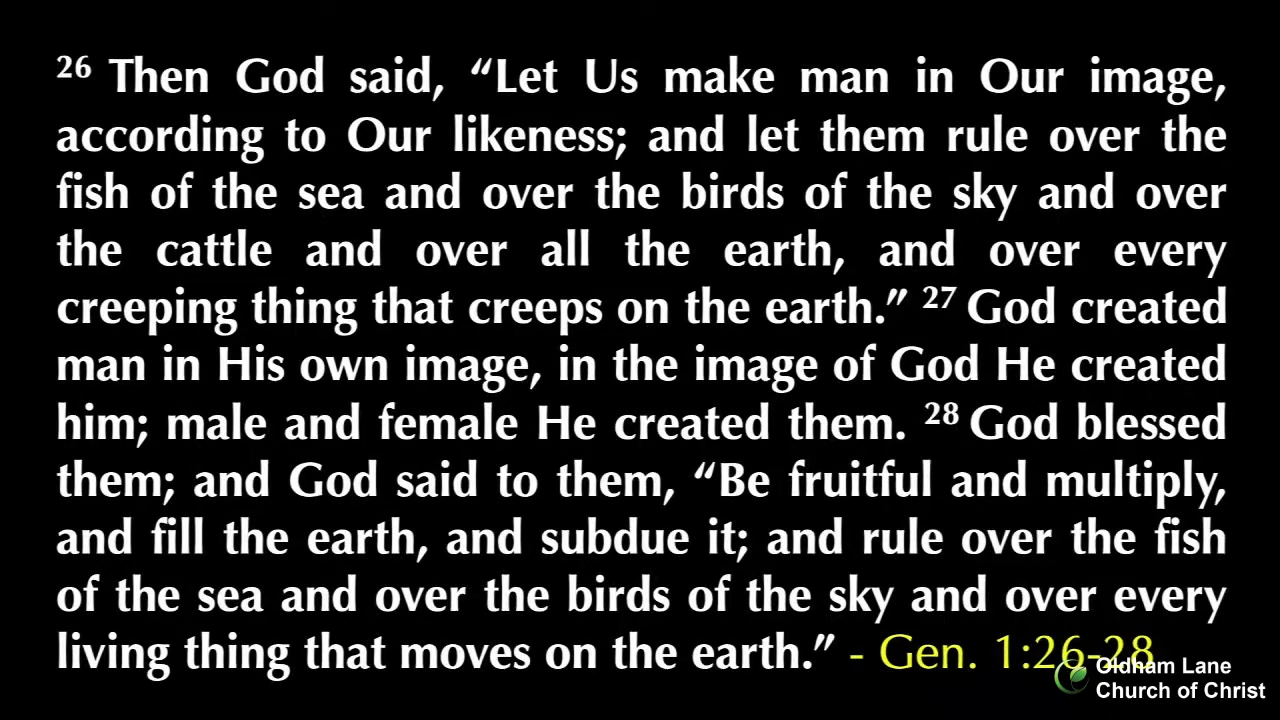 26 Then God said, “Let Us make man in Our image,
according to Our likeness; and let them rule over the
fish of the sea and over the birds of the sky and over
the cattle and over all the earth, and over every
creeping thing that creeps on the earth.” 27 God created
man in His own image, in the image of God He created
him; male and female He created them. 28 God blessed
them; and God said to them, “Be fruitful and multiply,
and fill the earth, and subdue it; and rule over the fish
of the sea and over the birds of the sky and over every
living thing that moves on the earth.” - Gen. 1:26-28
Oldham Lane
Church of Christ